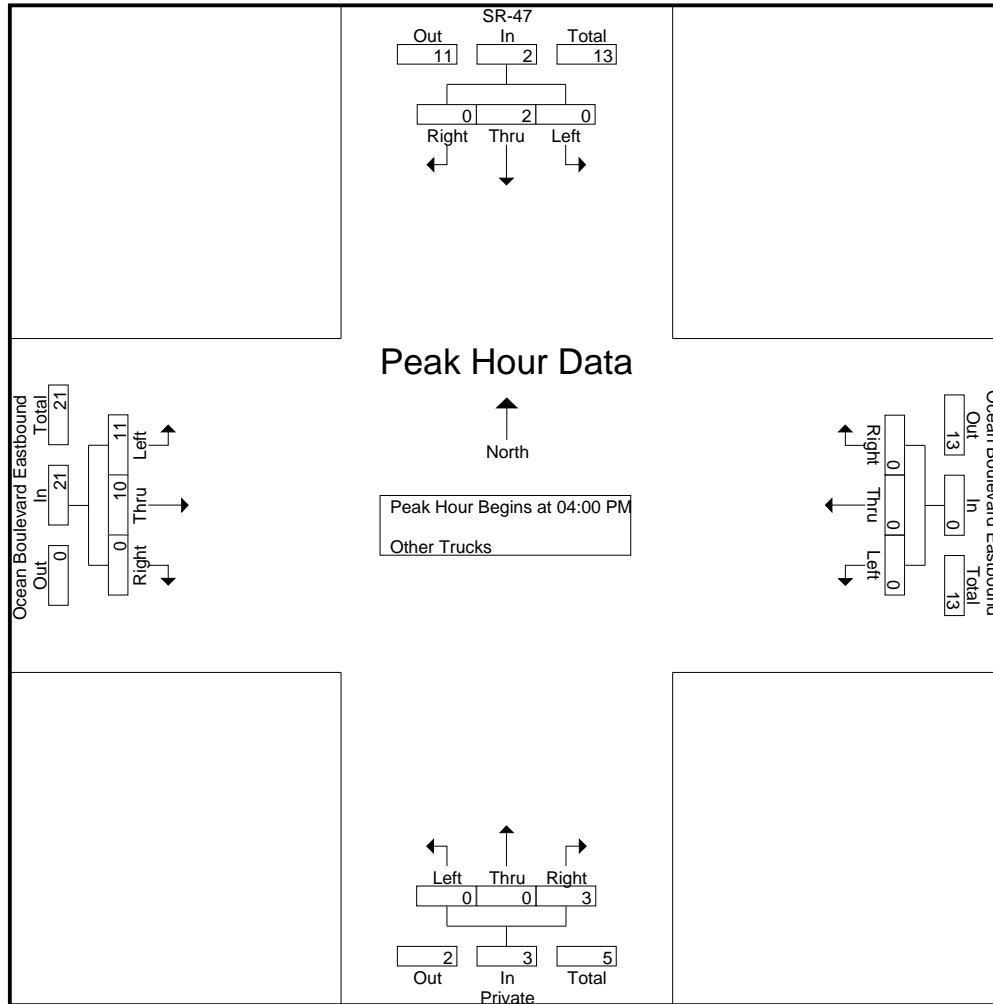 SR-47
Out In Total
11 2 13
0 2 0
Right Thru Left
Peak Hour Data
North
Peak Hour Begins at 04:00 PM
Other Trucks
Ocean Boulevard Eastbound
Out In Total
0 21 21
0 10 11
Right Thru Left
Ocean Boulevard Eastbound
Out In Total
13 0 13
0 0 0
Right Thru Left
Left Thru Right
0 0 3
2 3 5
Out In Total
Private